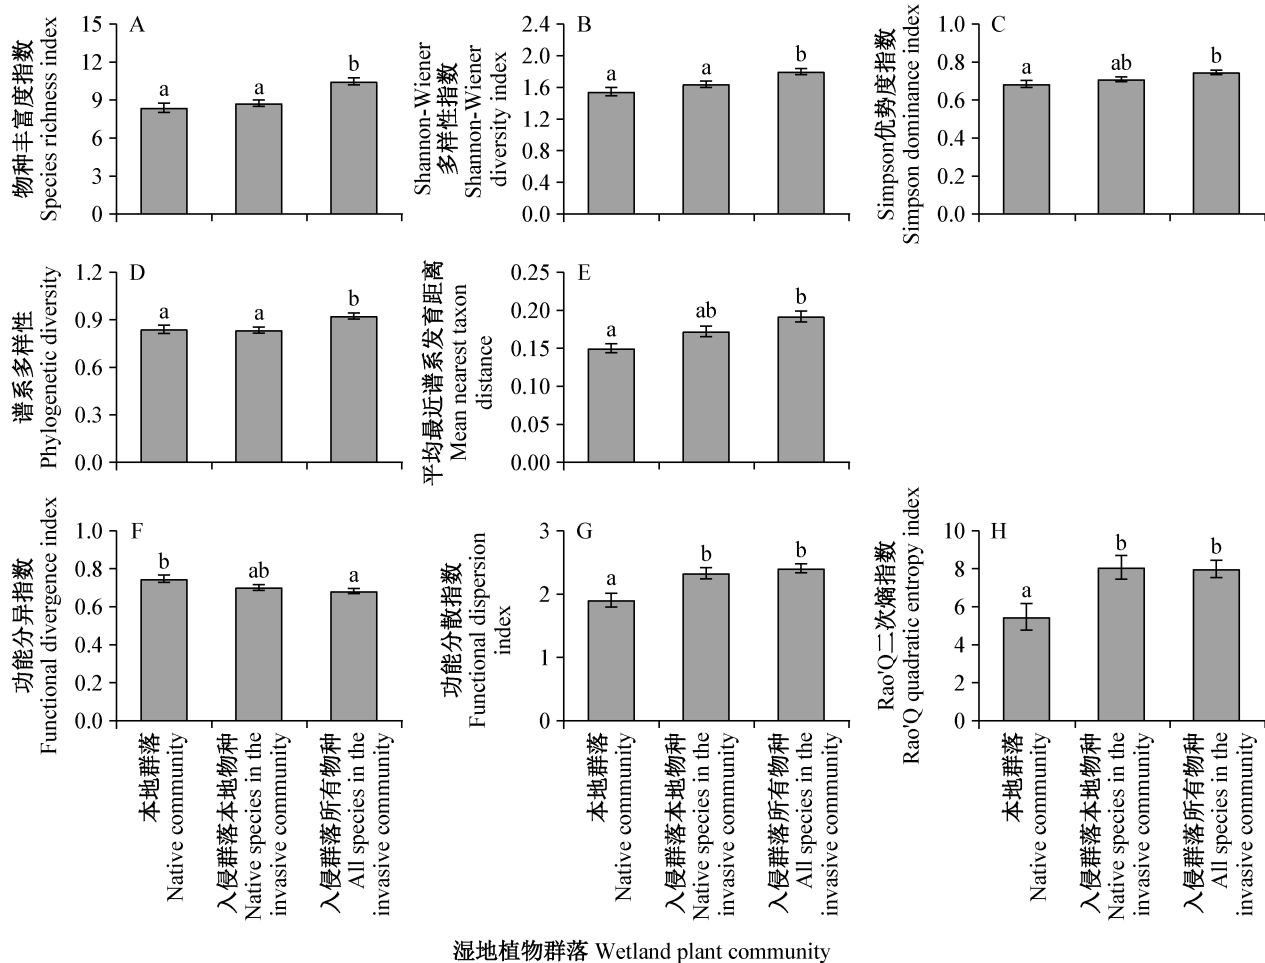 A
物种丰富度指数
Species richness index
15
12
9
6
3
0
a
a
b
B
Shannon-Wiener
多样性指数
Shannon-Wiener
diversity index
2.4
2.0
1.6
1.2
0.8
0.4
0.0
a
a
b
C
Simpson优势度指数
Simpson dominance index
1.0
0.8
0.6
0.4
0.2
0.0
a
ab
b
D
谱系多样性
Phylogenetic diversity
1.2
0.9
0.6
0.3
0.0
a
a
b
E
平均最近谱系发育距离
Mean nearest taxon
distance
0.25
0.20
0.15
0.10
0.05
0.00
a
ab
b
F
功能分异指数
Functional divergence index
1.0
0.8
0.6
0.4
0.2
0.0
b
ab
a
G
功能分散指数
Functional dispersion
index
3
2
1
0
a
b
b
H
Rao'Q二次熵指数
Rao'Q quadratic entropy index
10
8
6
4
2
0
a
b
b
本地群落
Native community
入侵群落本地物种
Native species in the
invasive community
入侵群落所有物种
All species in the
invasive community
本地群落
Native community
入侵群落本地物种
Native species in the
invasive community
入侵群落所有物种
All species in the
invasive community
本地群落
Native community
入侵群落本地物种
Native species in the
invasive community
入侵群落所有物种
All species in the
invasive community
湿地植物群落 Wetland plant community